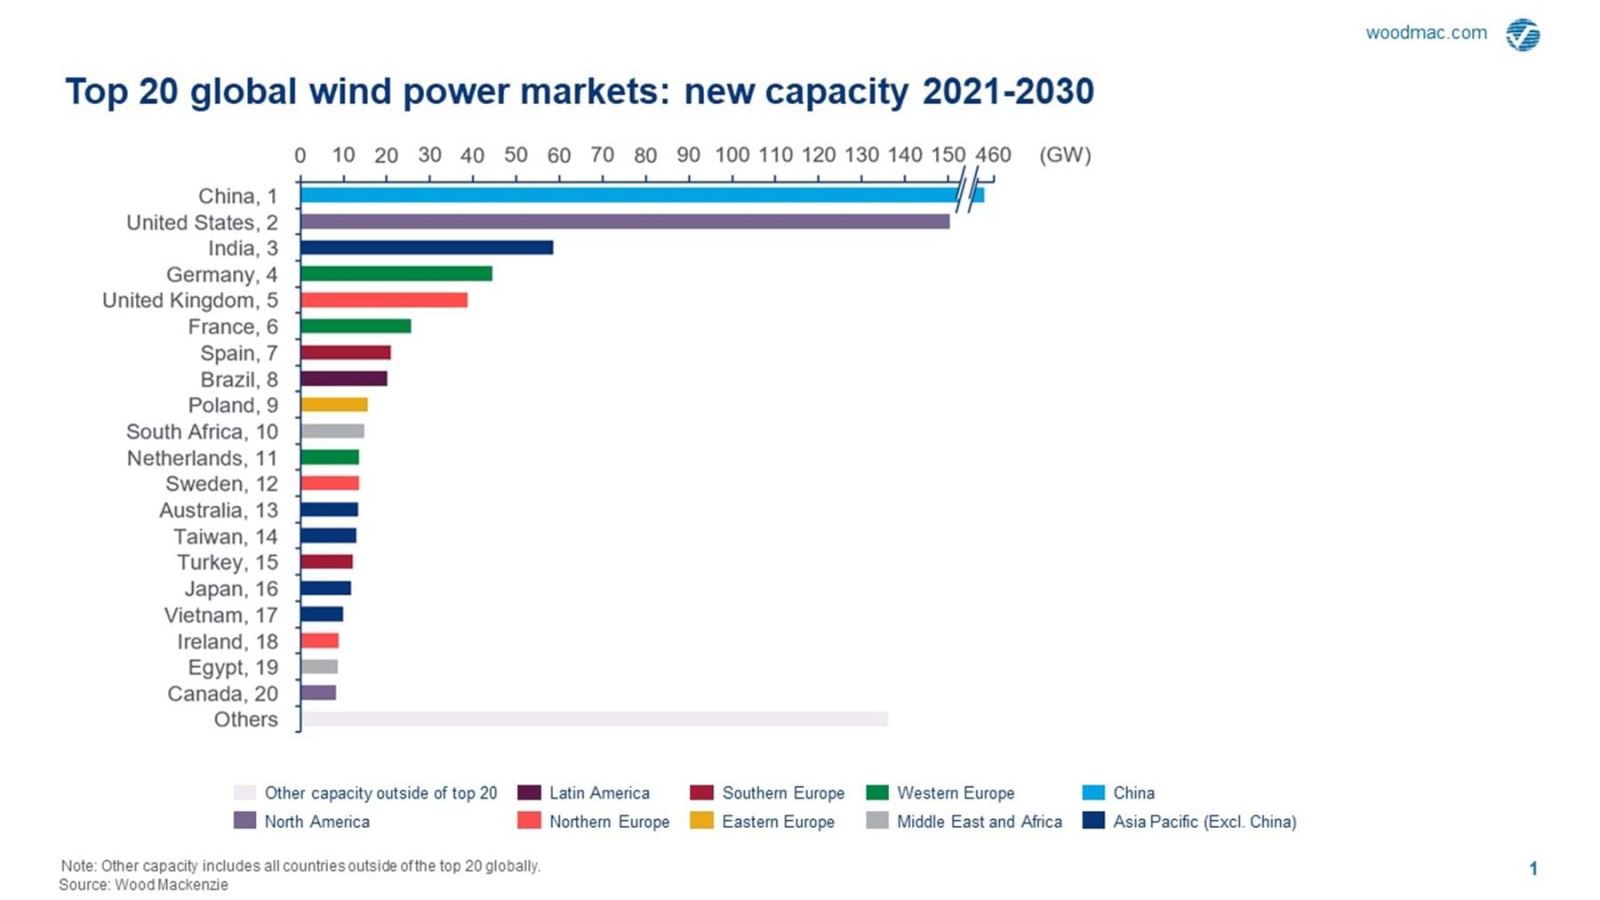 woodmac.com
Top 20 global wind power markets: new capacity 2021-2030
0 10 20 30 40 50 60 70 80 90 100 110 120 130 140 150 460 (GW)
China, 1
United States, 2
India, 3
Germany, 4
United Kingdom, 5
France, 6
Spain, 7
Brazil, 8
Poland, 9
South Africa, 10
Netherlands, 11
Sweden, 12
Australia, 13
Taiwan, 14
Turkey, 15
Japan, 16
Vietnam, 17
Ireland, 18
Egypt, 19
Canada, 20
Others
Other capacity outside of top 20 Latin America Southern Europe Western Europe China
North America Northern Europe Eastern Europe Middle East and Africa Asia Pacific (Excl. China)
Note: Other capacity includes all countries outside of the top 20 globally.
Source: Wood Mackenzie
1